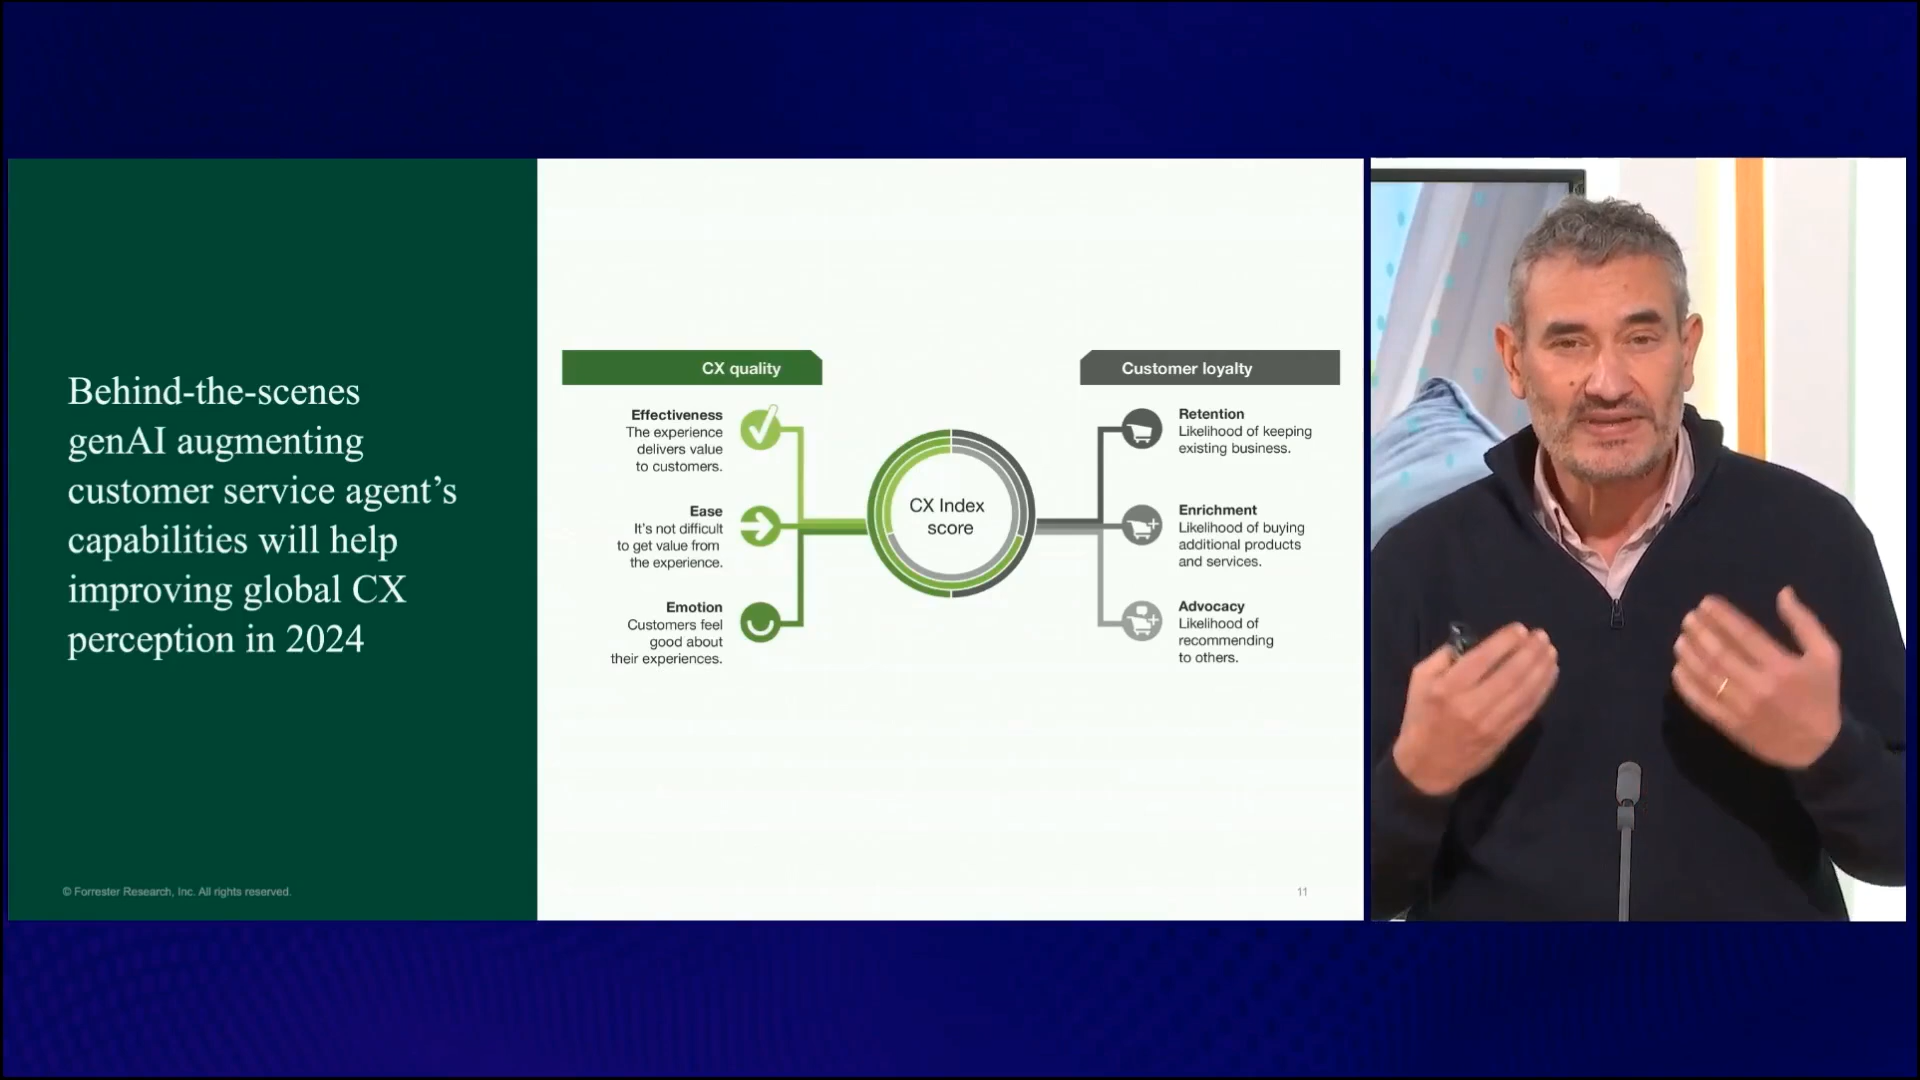 Behind-the-scenes
genAI augmenting
customer service agent’s
capabilities will help
improving global CX
perception in 2024
© Forrester Research, Inc. All rights reserved.
CX quality
Effectiveness
The experience
delivers value
to customers.
Ease
It's not difficult
to get value from
the experience.
Emotion
Customers feel
good about
their experiences.
CX Index
score
Customer loyalty
Retention
Likelihood of keeping
existing business.
Enrichment
Likelihood of buying
additional products
and services.
Advocacy
Likelihood of
recommending
to others.
11